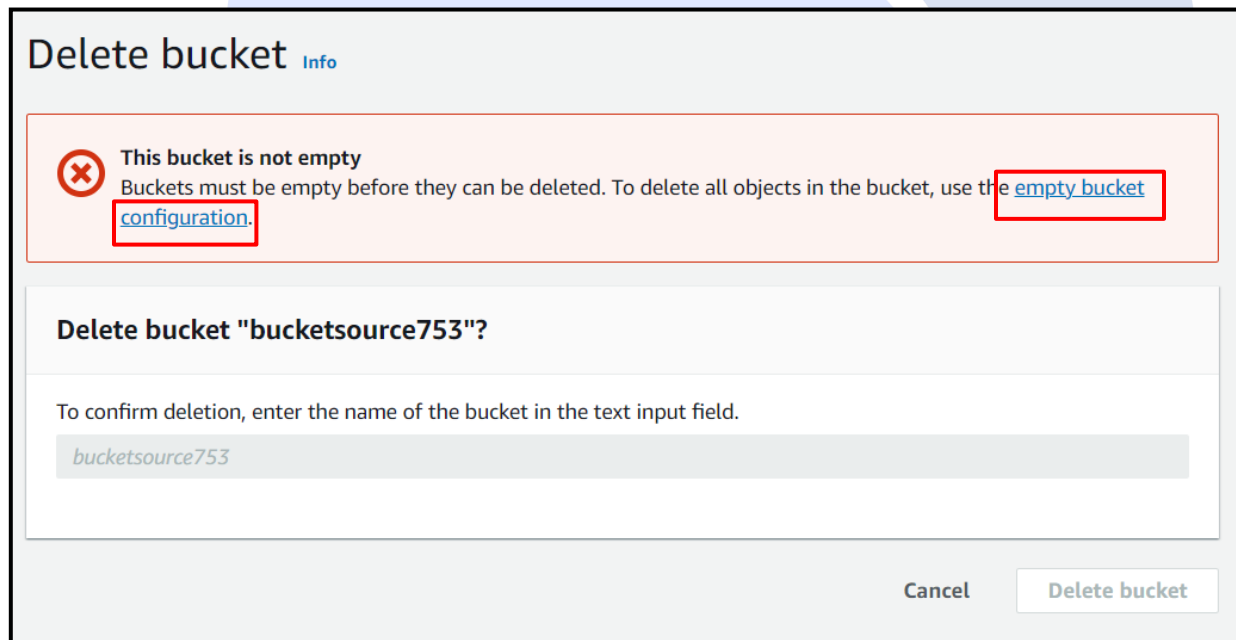 Delete bucket Info
This bucket is not empty
Buckets must be empty before they can be deleted. To delete all objects in the bucket, use the empty bucket
configuration.
Delete bucket "bucketsource753"?
To confirm deletion, enter the name of the bucket in the text input field.
bucketsource753
Cancel Delete bucket